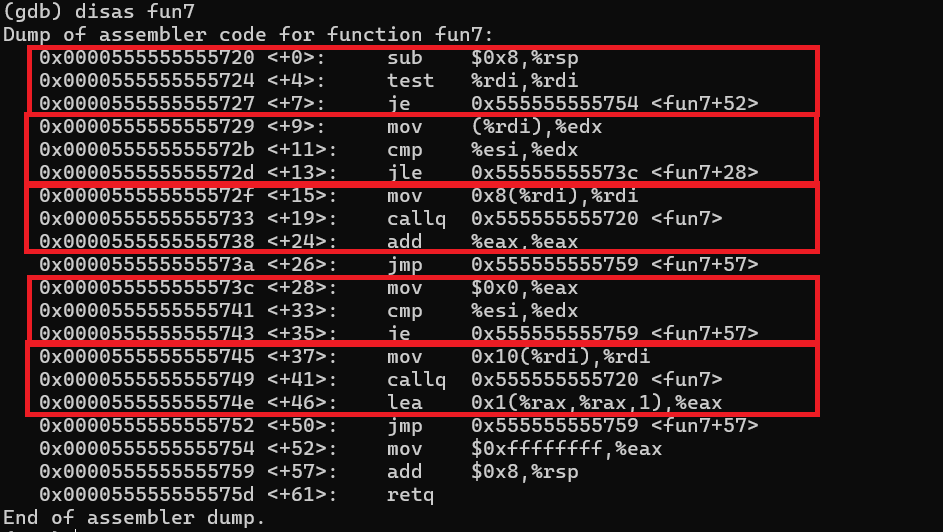 (gdb) disas fun7
Dump of assembler code for function fun7:
0x0000555555555720 <+0>: sub $0x8,%rsp
0x0000555555555724 <+4>: test %rdi,%rdi
0x0000555555555727 <+7>: je 0x555555555754 <fun7+52>
0x0000555555555729 <+9>: mov (%rdi),%edx
0x000055555555572b <+11>: cmp %esi,%edx
0x000055555555572d <+13>: jle 0x55555555573c <fun7+28>
0x000055555555572f <+15>: mov 0x8(%rdi),%rdi
0x0000555555555733 <+19>: callq 0x555555555720 <fun7>
0x0000555555555738 <+24>: add %eax,%eax
0x000055555555573a <+26>: jmp 0x555555555759 <fun7+57>
0x000055555555573c <+28>: mov $0x0,%eax
0x0000555555555741 <+33>: cmp %esi,%edx
0x0000555555555743 <+35>: je 0x555555555759 <fun7+57>
0x0000555555555745 <+37>: mov 0x10(%rdi),%rdi
0x0000555555555749 <+41>: callq 0x555555555720 <fun7>
0x000055555555574e <+46>: lea 0x1(%rax,%rax,1),%eax
0x0000555555555752 <+50>: jmp 0x555555555759 <fun7+57>
0x0000555555555754 <+52>: mov $0xffffffff,%eax
0x0000555555555759 <+57>: add $0x8,%rsp
0x000055555555575d <+61>: retq
End of assembler dump.